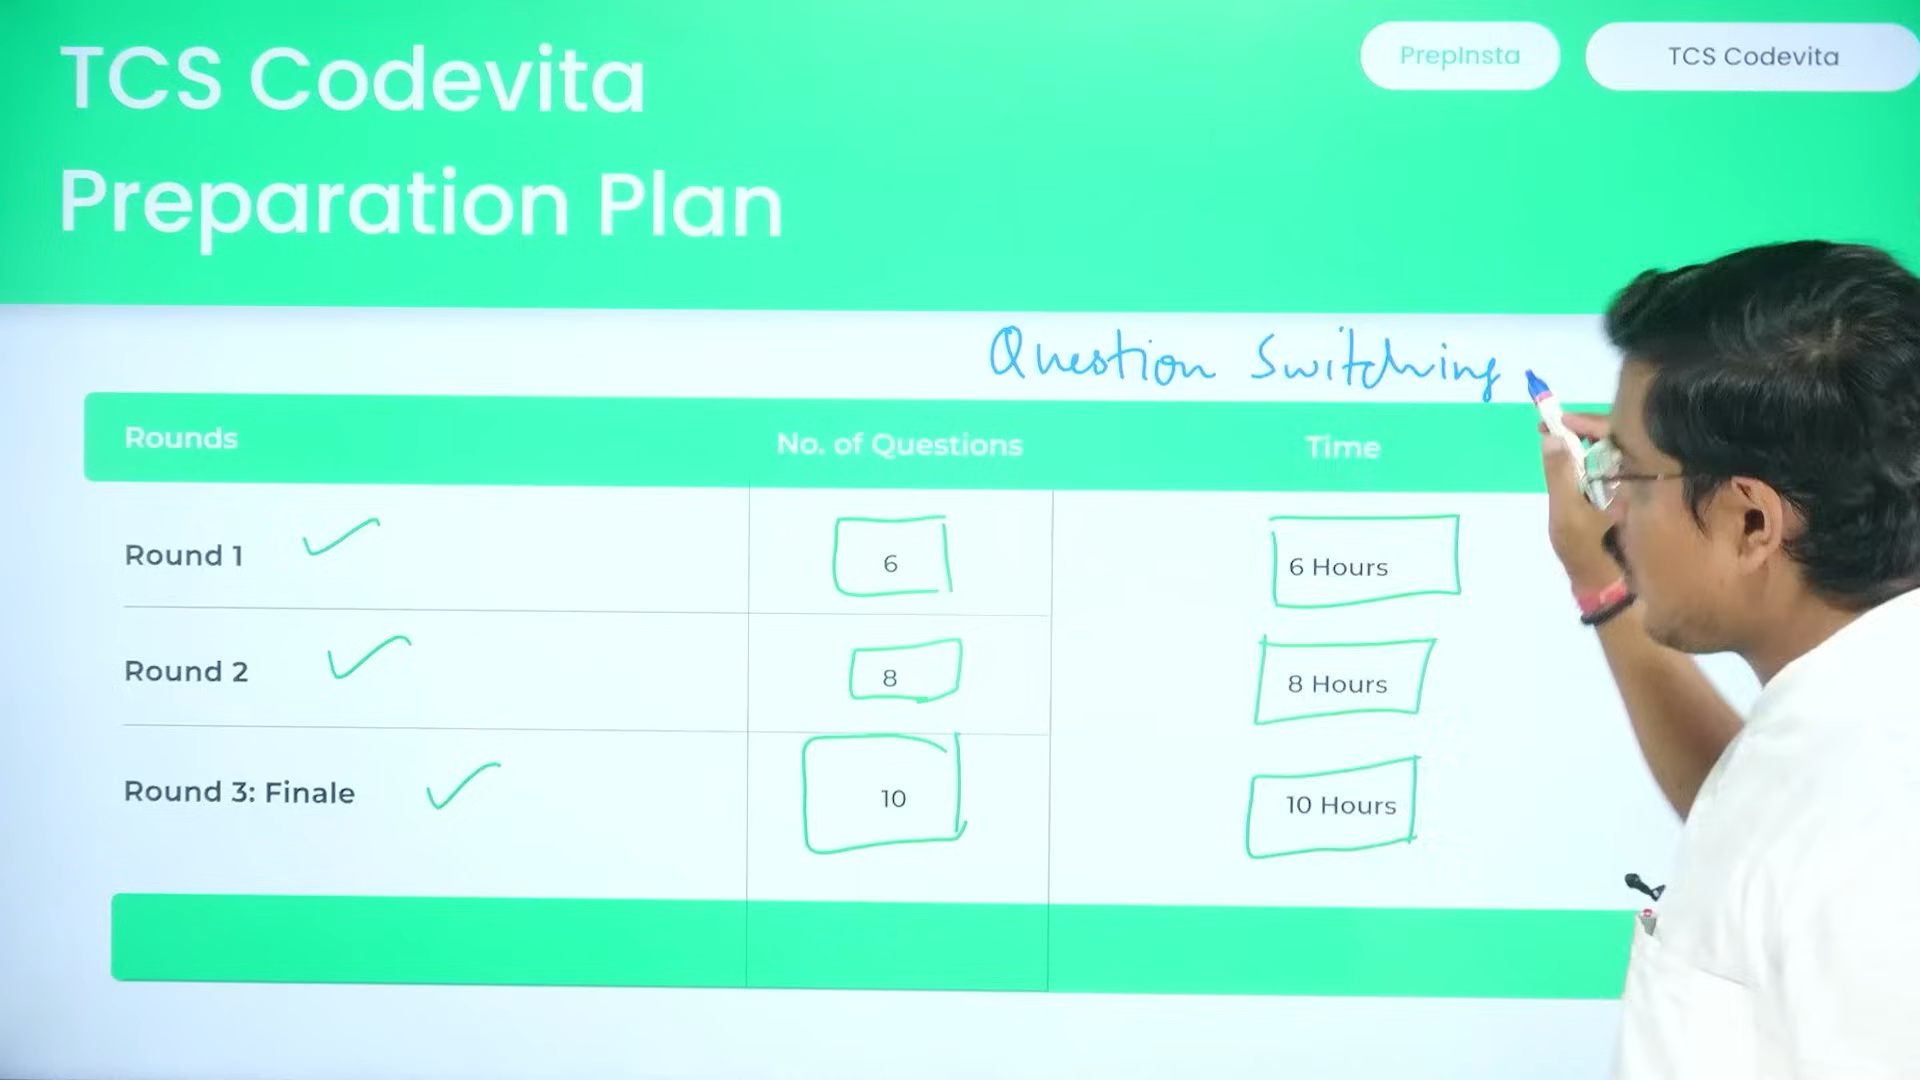 TCS Codevita
Preparation Plan
PrepInsta
TCS Codevita
Question Switching
Rounds No. of Questions Time
Round 1 6 6 Hours
Round 2 8 8 Hours
Round 3: Finale 10 10 Hours